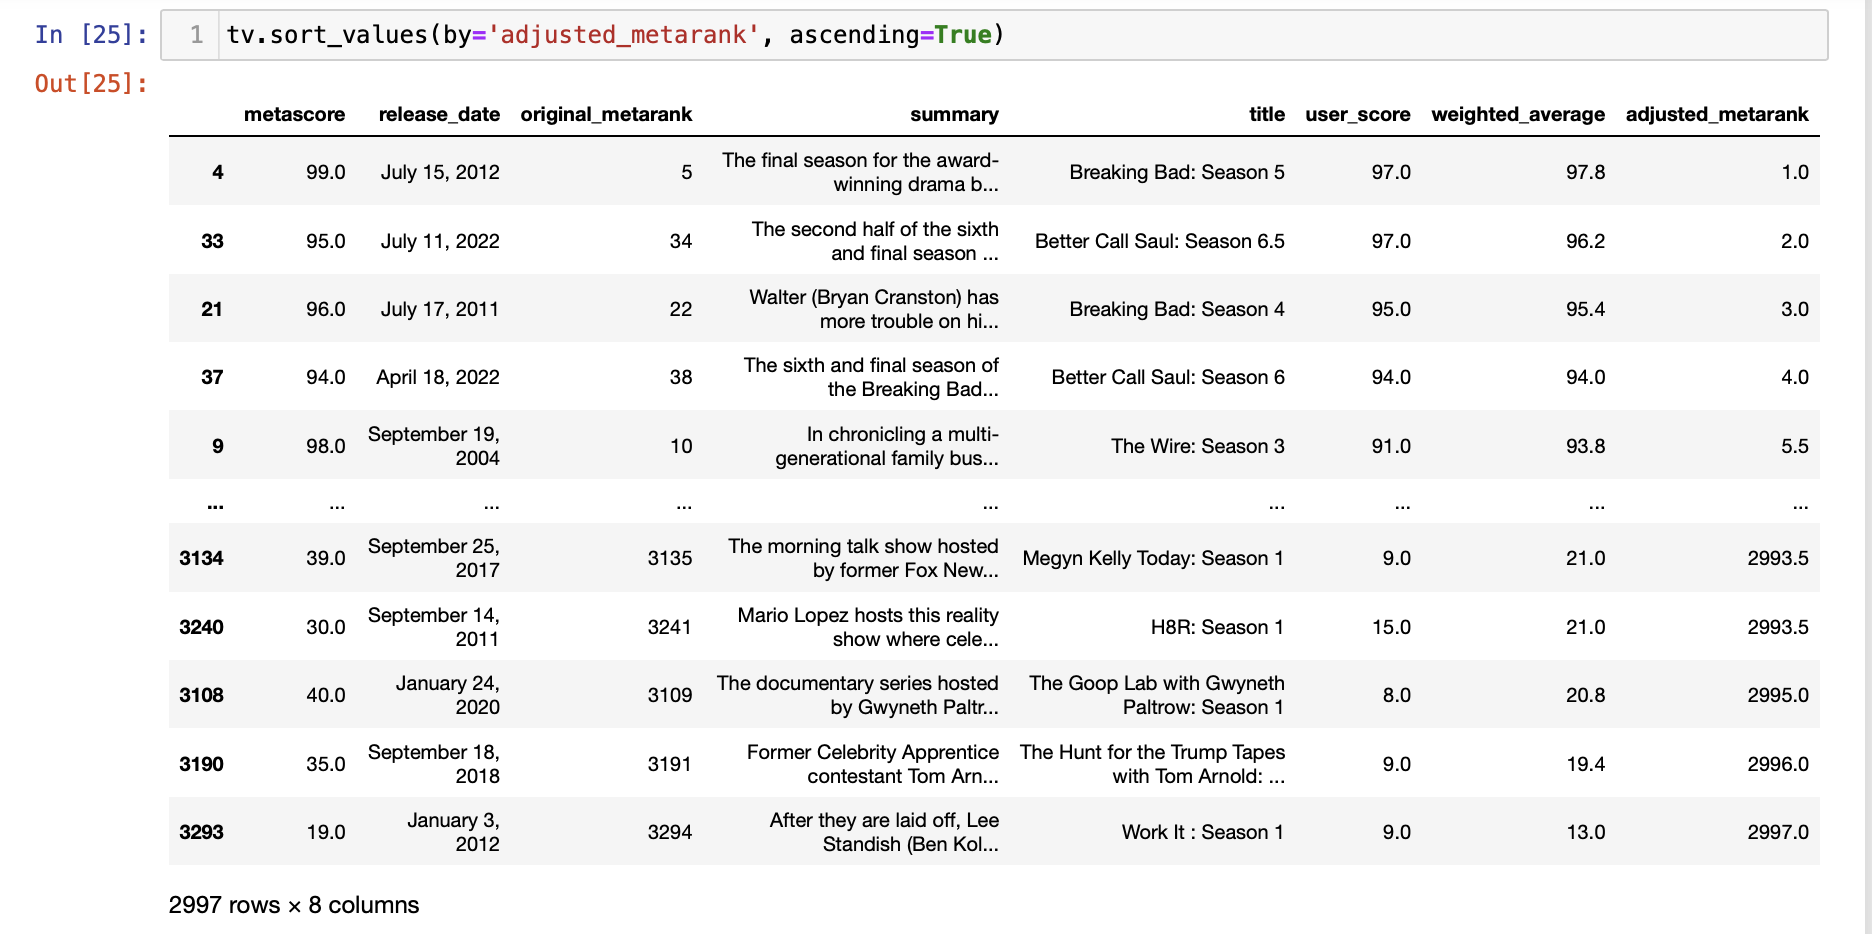 In [25]: 1 tv.sort_values(by='adjusted_metarank', ascending=True)
Out[25]:
metascore release_date original_metarank summary title user_score weighted_average adjusted_metarank
4 99.0 July 15, 2012 5 The final season for the award-
winning drama b... Breaking Bad: Season 5 97.0 97.8 1.0
33 95.0 July 11, 2022 34 The second half of the sixth
and final season ... Better Call Saul: Season 6.5 97.0 96.2 2.0
21 96.0 July 17, 2011 22 Walter (Bryan Cranston) has
more trouble on hi... Breaking Bad: Season 4 95.0 95.4 3.0
37 94.0 April 18, 2022 38 The sixth and final season of
the Breaking Bad... Better Call Saul: Season 6 94.0 94.0 4.0
9 98.0 September 19,
2004 10 In chronicling a multi-
generational family bus... The Wire: Season 3 91.0 93.8 5.5
... ... ... ... ... ... ... ... ...
3134 39.0 September 25,
2017 3135 The morning talk show hosted
by former Fox New... Megyn Kelly Today: Season 1 9.0 21.0 2993.5
3240 30.0 September 14,
2011 3241 Mario Lopez hosts this reality
show where cele... H8R: Season 1 15.0 21.0 2993.5
3108 40.0 January 24,
2020 3109 The documentary series hosted
by Gwyneth Paltr... The Goop Lab with Gwyneth
Paltrow: Season 1 8.0 20.8 2995.0
3190 35.0 September 18,
2018 3191 Former Celebrity Apprentice
contestant Tom Arn... The Hunt for the Trump Tapes
with Tom Arnold: ... 9.0 19.4 2996.0
3293 19.0 January 3,
2012 3294 After they are laid off, Lee
Standish (Ben Kol... Work It : Season 1 9.0 13.0 2997.0
2997 rows × 8 columns